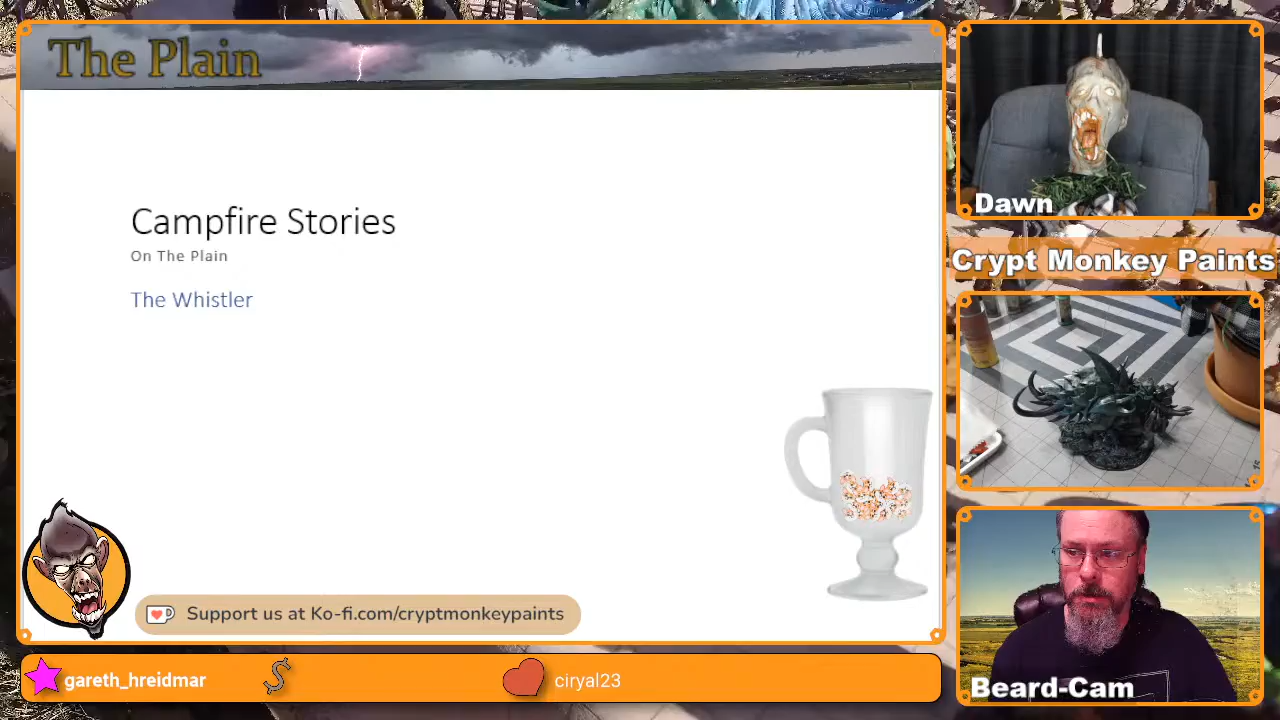 The Plain
Campfire Stories
On The Plain
The Whistler
Support us at Ko-fi.com/cryptmonkeypaints
gareth_hreidmar
ciryal23
Dawn
Crypt Monkey Paints
Beard-Cam